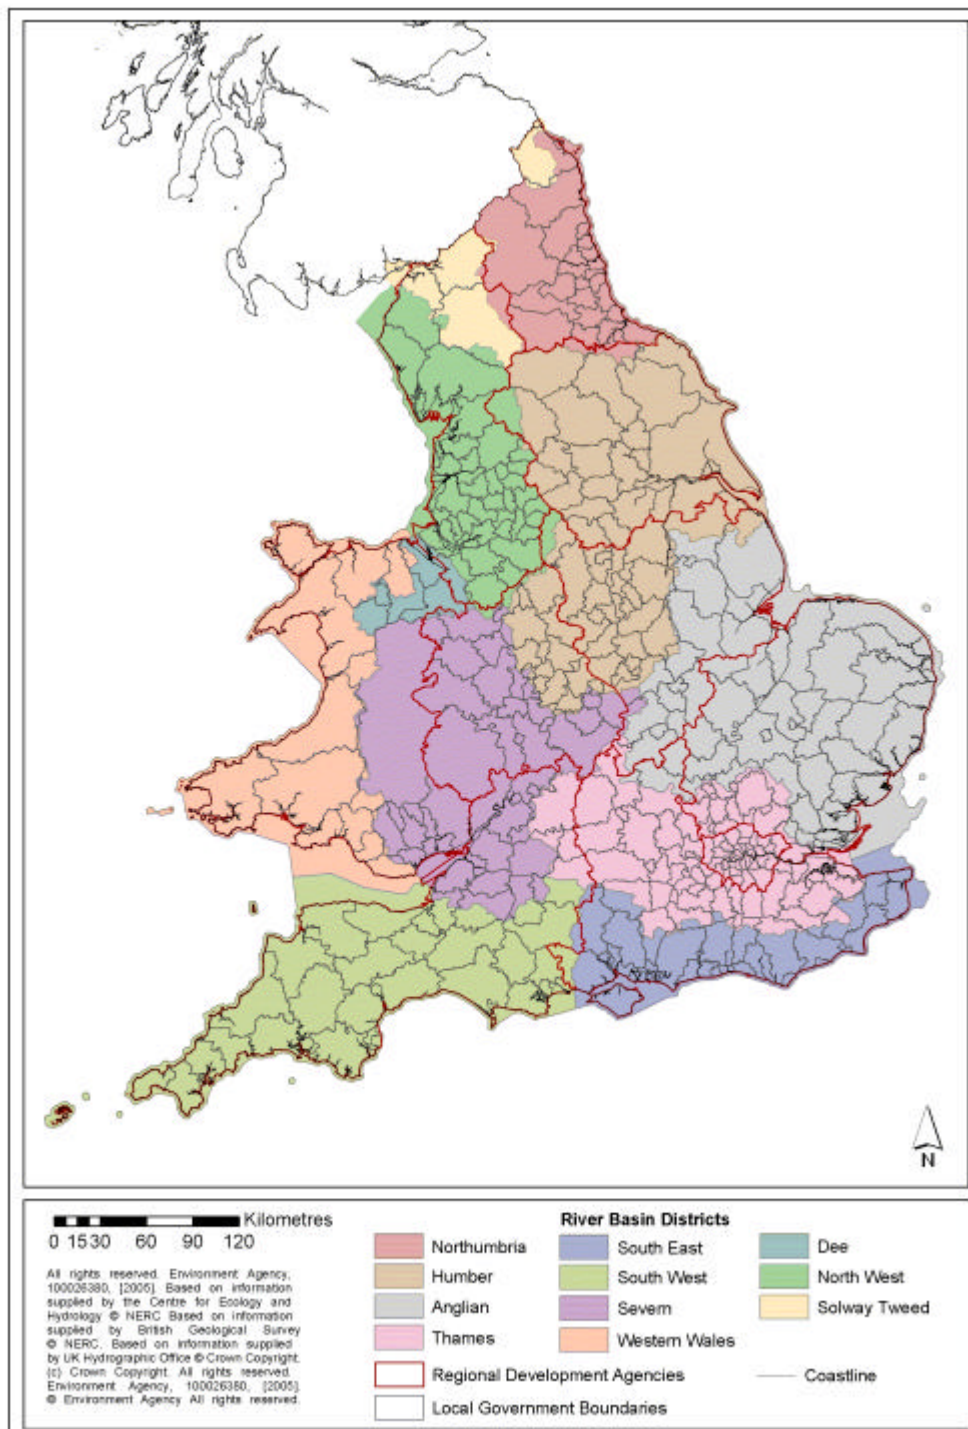 N
Kilometres
0 15 30 60 90 120
All rights reserved. Environment Agency,
100026380, [2005]. Based on information
supplied by the Centre for Ecology and
Hydrology © NERC Based on information
supplied by British Geological Survey
© NERC. Based on information supplied
by UK Hydrographic Office © Crown Copyright.
(c) Crown Copyright. All rights reserved.
Environment Agency, 100026380, [2005].
© Environment Agency All rights reserved.
River Basin Districts
Northumbria
Humber
Anglian
Thames
South East
South West
Severn
Western Wales
Dee
North West
Solway Tweed
Regional Development Agencies
Coastline
Local Government Boundaries